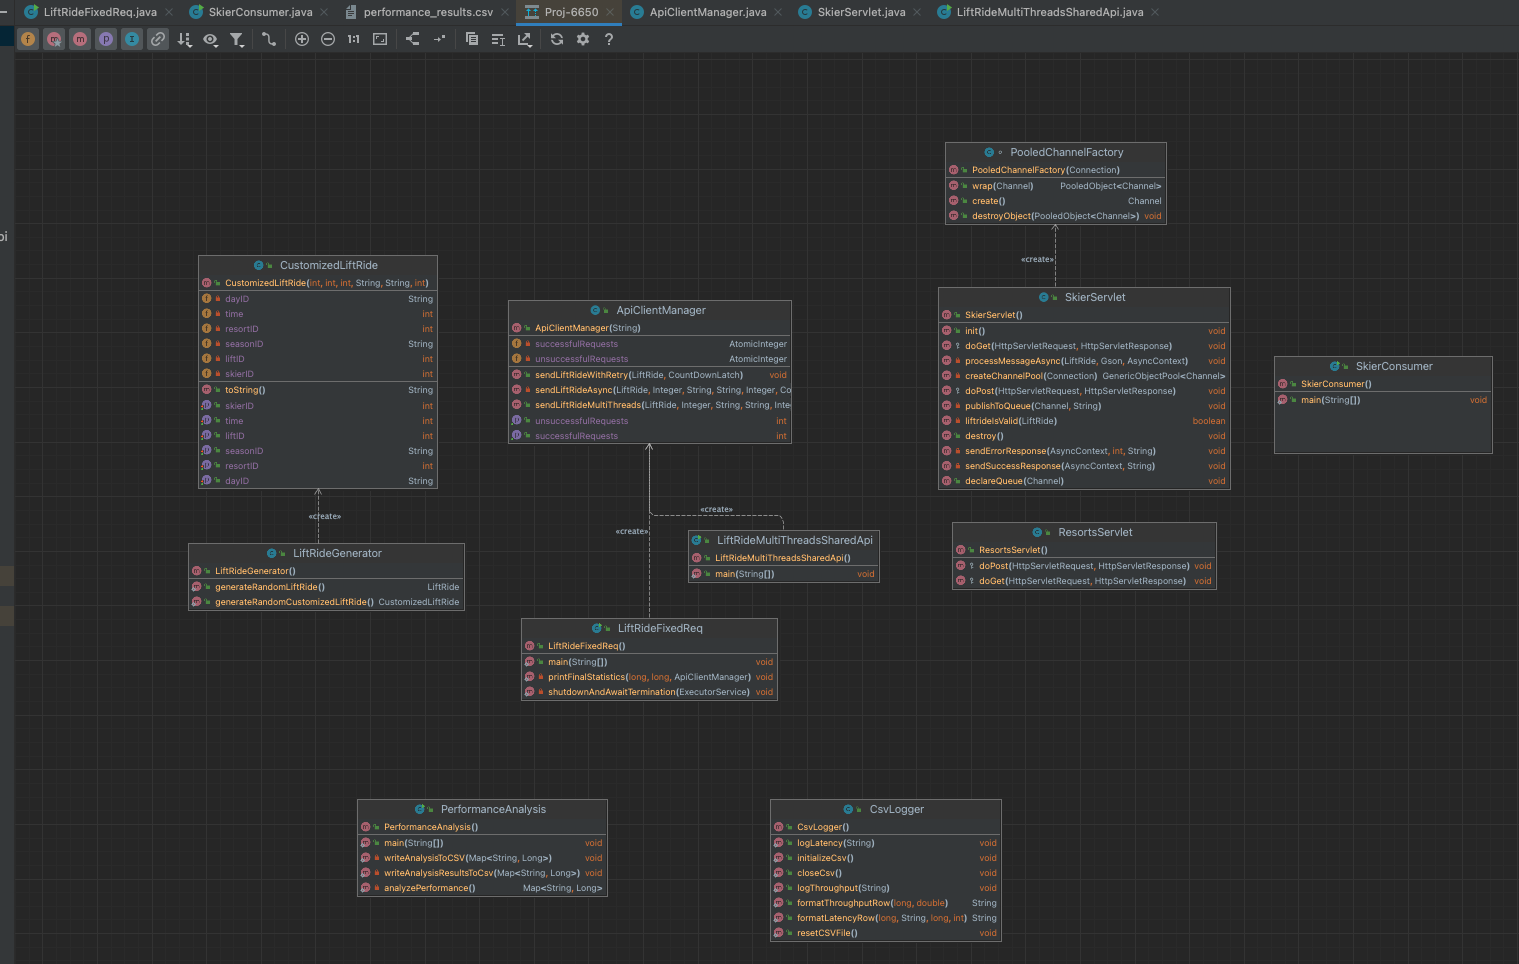 LiftRideFixedReq.java
SkierConsumer.java
performance_results.csv
Proj-6650
ApiClientManager.java
SkierServlet.java
LiftRideMultiThreadsSharedApi.java
1:1
?
pi
PooledChannelFactory
PooledChannelFactory(Connection)
wrap(Channel) PooledObject<Channel>
create() Channel
destroyObject(PooledObject<Channel>) void
«create»
CustomizedLiftRide
CustomizedLiftRide(int, int, int, String, String, int)
dayID String
time int
resortID int
seasonID String
liftID int
skierID int
toString() String
skierID int
time int
liftID int
seasonID String
resortID int
dayID String
«create»
LiftRideGenerator
LiftRideGenerator()
generateRandomLiftRide() LiftRide
generateRandomCustomizedLiftRide() CustomizedLiftRide
ApiClientManager
ApiClientManager(String)
successfulRequests AtomicInteger
unsuccessfulRequests AtomicInteger
sendLiftRideWithRetry(LiftRide, CountDownLatch) void
sendLiftRideAsync(LiftRide, Integer, String, String, Integer, Co
sendLiftRideMultiThreads(LiftRide, Integer, String, String, Inte
unsuccessfulRequests int
successfulRequests int
«create»
«create»
LiftRideMultiThreadsSharedApi
LiftRideMultiThreadsSharedApi()
main(String[]) void
LiftRideFixedReq
LiftRideFixedReq()
main(String[]) void
printFinalStatistics(long, long, ApiClientManager) void
shutdownAndAwaitTermination(ExecutorService) void
SkierServlet
SkierServlet()
init() void
doGet(HttpServletRequest, HttpServletResponse) void
processMessageAsync(LiftRide, Gson, AsyncContext) void
createChannelPool(Connection) GenericObjectPool<Channel>
doPost(HttpServletRequest, HttpServletResponse) void
publishToQueue(Channel, String) void
liftrideIsValid(LiftRide) boolean
destroy() void
sendErrorResponse(AsyncContext, int, String) void
sendSuccessResponse(AsyncContext, String) void
declareQueue(Channel) void
SkierConsumer
SkierConsumer()
main(String[]) void
ResortsServlet
ResortsServlet()
doPost(HttpServletRequest, HttpServletResponse) void
doGet(HttpServletRequest, HttpServletResponse) void
PerformanceAnalysis
PerformanceAnalysis()
main(String[]) void
writeAnalysisToCSV(Map<String, Long>) void
writeAnalysisResultsToCsv(Map<String, Long>) void
analyzePerformance() Map<String, Long>
CsvLogger
CsvLogger()
logLatency(String) void
initializeCsv() void
closeCsv() void
logThroughput(String) void
formatThroughputRow(long, double) String
formatLatencyRow(long, String, long, int) String
resetCSVFile() void